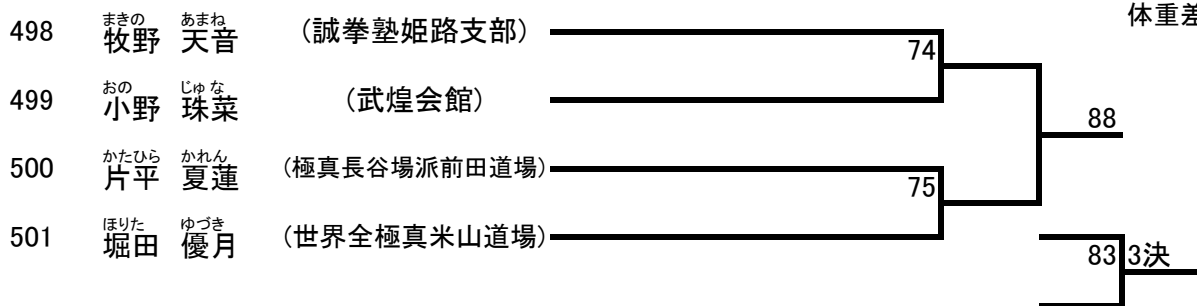 体重差
まきの あまね
498 牧野 天音 （誠拳塾姫路支部）
74
おの じゅな
499 小野 珠菜 （武煌会館）
88
かたひら かれん
500 片平 夏蓮 （極真長谷場派前田道場）
75
ほりた ゆづき
501 堀田 優月 （世界全極真米山道場）
83 3決